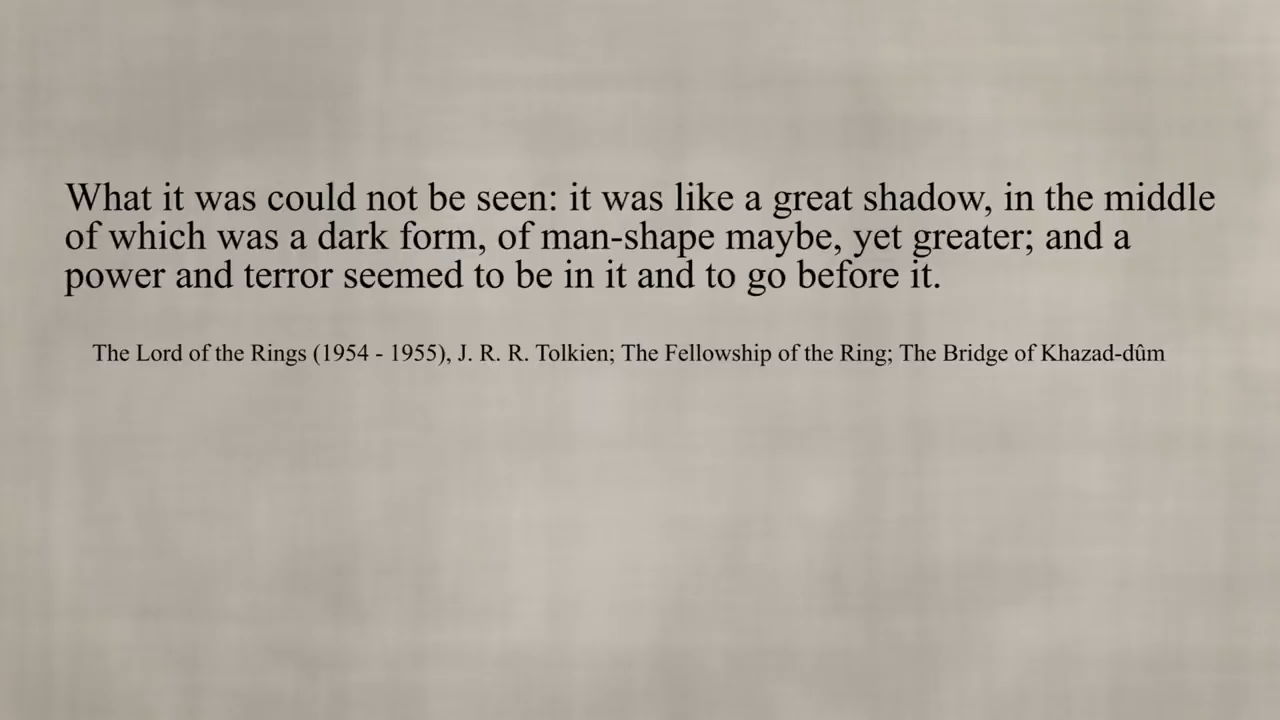 What it was could not be seen: it was like a great shadow, in the middle
of which was a dark form, of man-shape maybe, yet greater; and a
power and terror seemed to be in it and to go before it.
The Lord of the Rings (1954 - 1955), J. R. R. Tolkien; The Fellowship of the Ring; The Bridge of Khazad-dûm